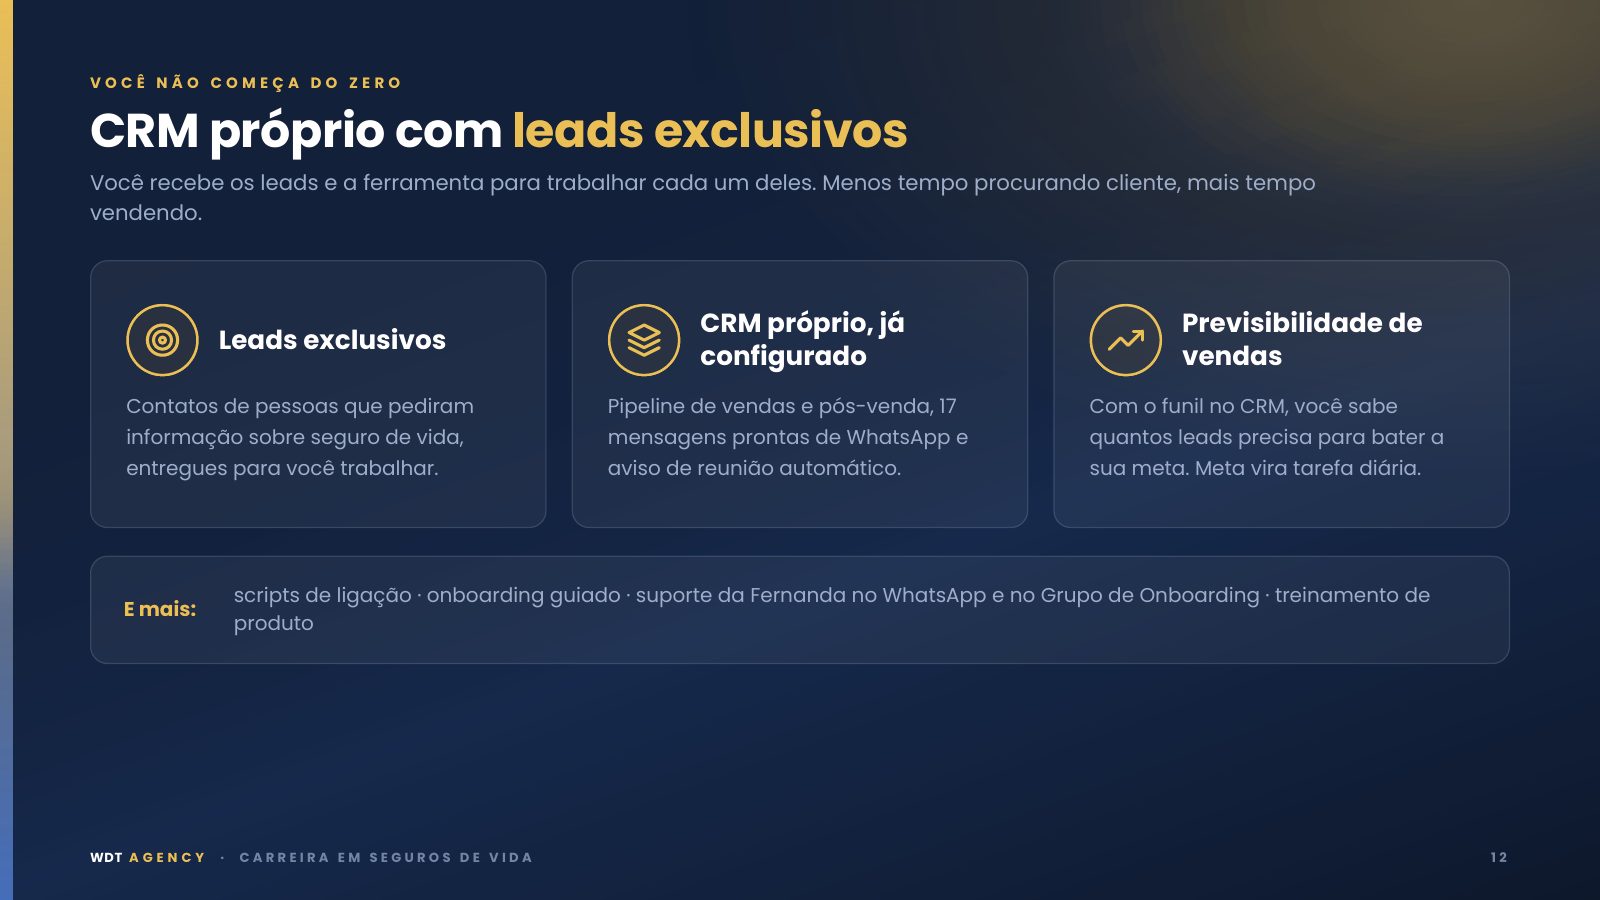 VOCÊ NÃO COMEÇA DO ZERO
CRM próprio com leads exclusivos
Você recebe os leads e a ferramenta para trabalhar cada um deles. Menos tempo procurando cliente, mais tempo
vendendo.
Leads exclusivos
Contatos de pessoas que pediram
informação sobre seguro de vida,
entregues para você trabalhar.
CRM próprio, já
configurado
Pipeline de vendas e pós-venda, 17
mensagens prontas de WhatsApp e
aviso de reunião automático.
Previsibilidade de
vendas
Com o funil no CRM, você sabe
quantos leads precisa para bater a
sua meta. Meta vira tarefa diária.
E mais:
scripts de ligação · onboarding guiado · suporte da Fernanda no WhatsApp e no Grupo de Onboarding · treinamento de
produto
WDT AGENCY · CARREIRA EM SEGUROS DE VIDA
12